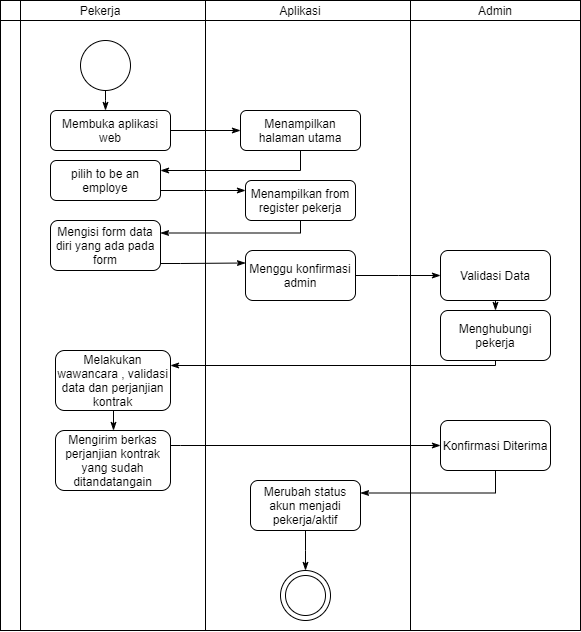 Pekerja
Aplikasi
Admin
Membuka aplikasi
web
Menampilkan
halaman utama
pilih to be an
employe
Menampilkan from
register pekerja
Mengisi form data
diri yang ada pada
form
Menggu konfirmasi
admin
Validasi Data
Menghubungi
pekerja
Melakukan
wawancara , validasi
data dan perjanjian
kontrak
Mengirim berkas
perjanjian kontrak
yang sudah
ditandatangain
Konfirmasi Diterima
Merubah status
akun menjadi
pekerja/aktif